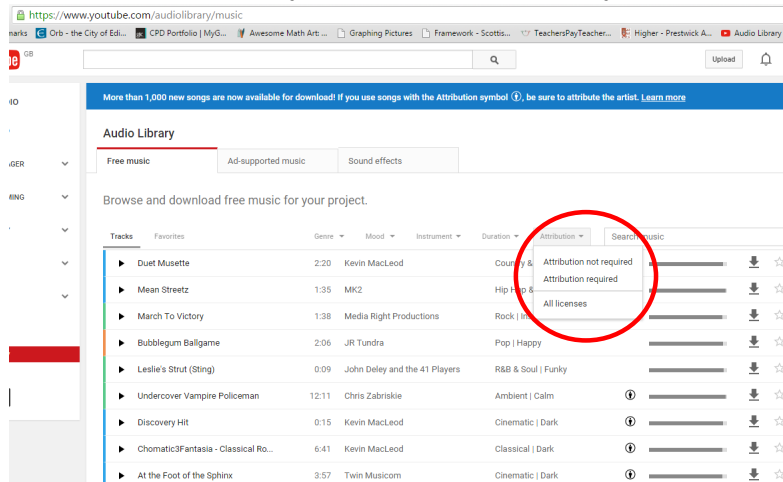 https://www.youtube.com/audiolibrary/music
Orb - the City of Edi... CPD Portfolio | MyG... Awesome Math Art: ... Graphing Pictures Framework - Scottis... TeachersPayTeacher... Higher - Prestwick A... Audio Library
GB Upload
More than 1,000 new songs are now available for download! If you use songs with the Attribution symbol, be sure to attribute the artist. Learn more
Audio Library
Free music Ad-supported music Sound effects
Browse and download free music for your project.
Tracks Favorites Genre Mood Instrument Duration Attribution Search music
Duet Musette 2:20 Kevin MacLeod Country &
Attribution not required
Mean Streetz 1:35 MK2 Hip Hop &
Attribution required
March To Victory 1:38 Media Right Productions Rock |
All licenses
Bubblegum Ballgame 2:06 JR Tundra Pop | Happy
Leslie's Strut (Sting) 0:09 John Deley and the 41 Players R&B & Soul | Funky
Undercover Vampire Policeman 12:11 Chris Zabriskie Ambient | Calm
Discovery Hit 0:15 Kevin MacLeod Cinematic | Dark
Chomatic3Fantasia - Classical Ro... 6:41 Kevin MacLeod Classical | Dark
At the Foot of the Sphinx 3:57 Twin Musicom Cinematic | Dark